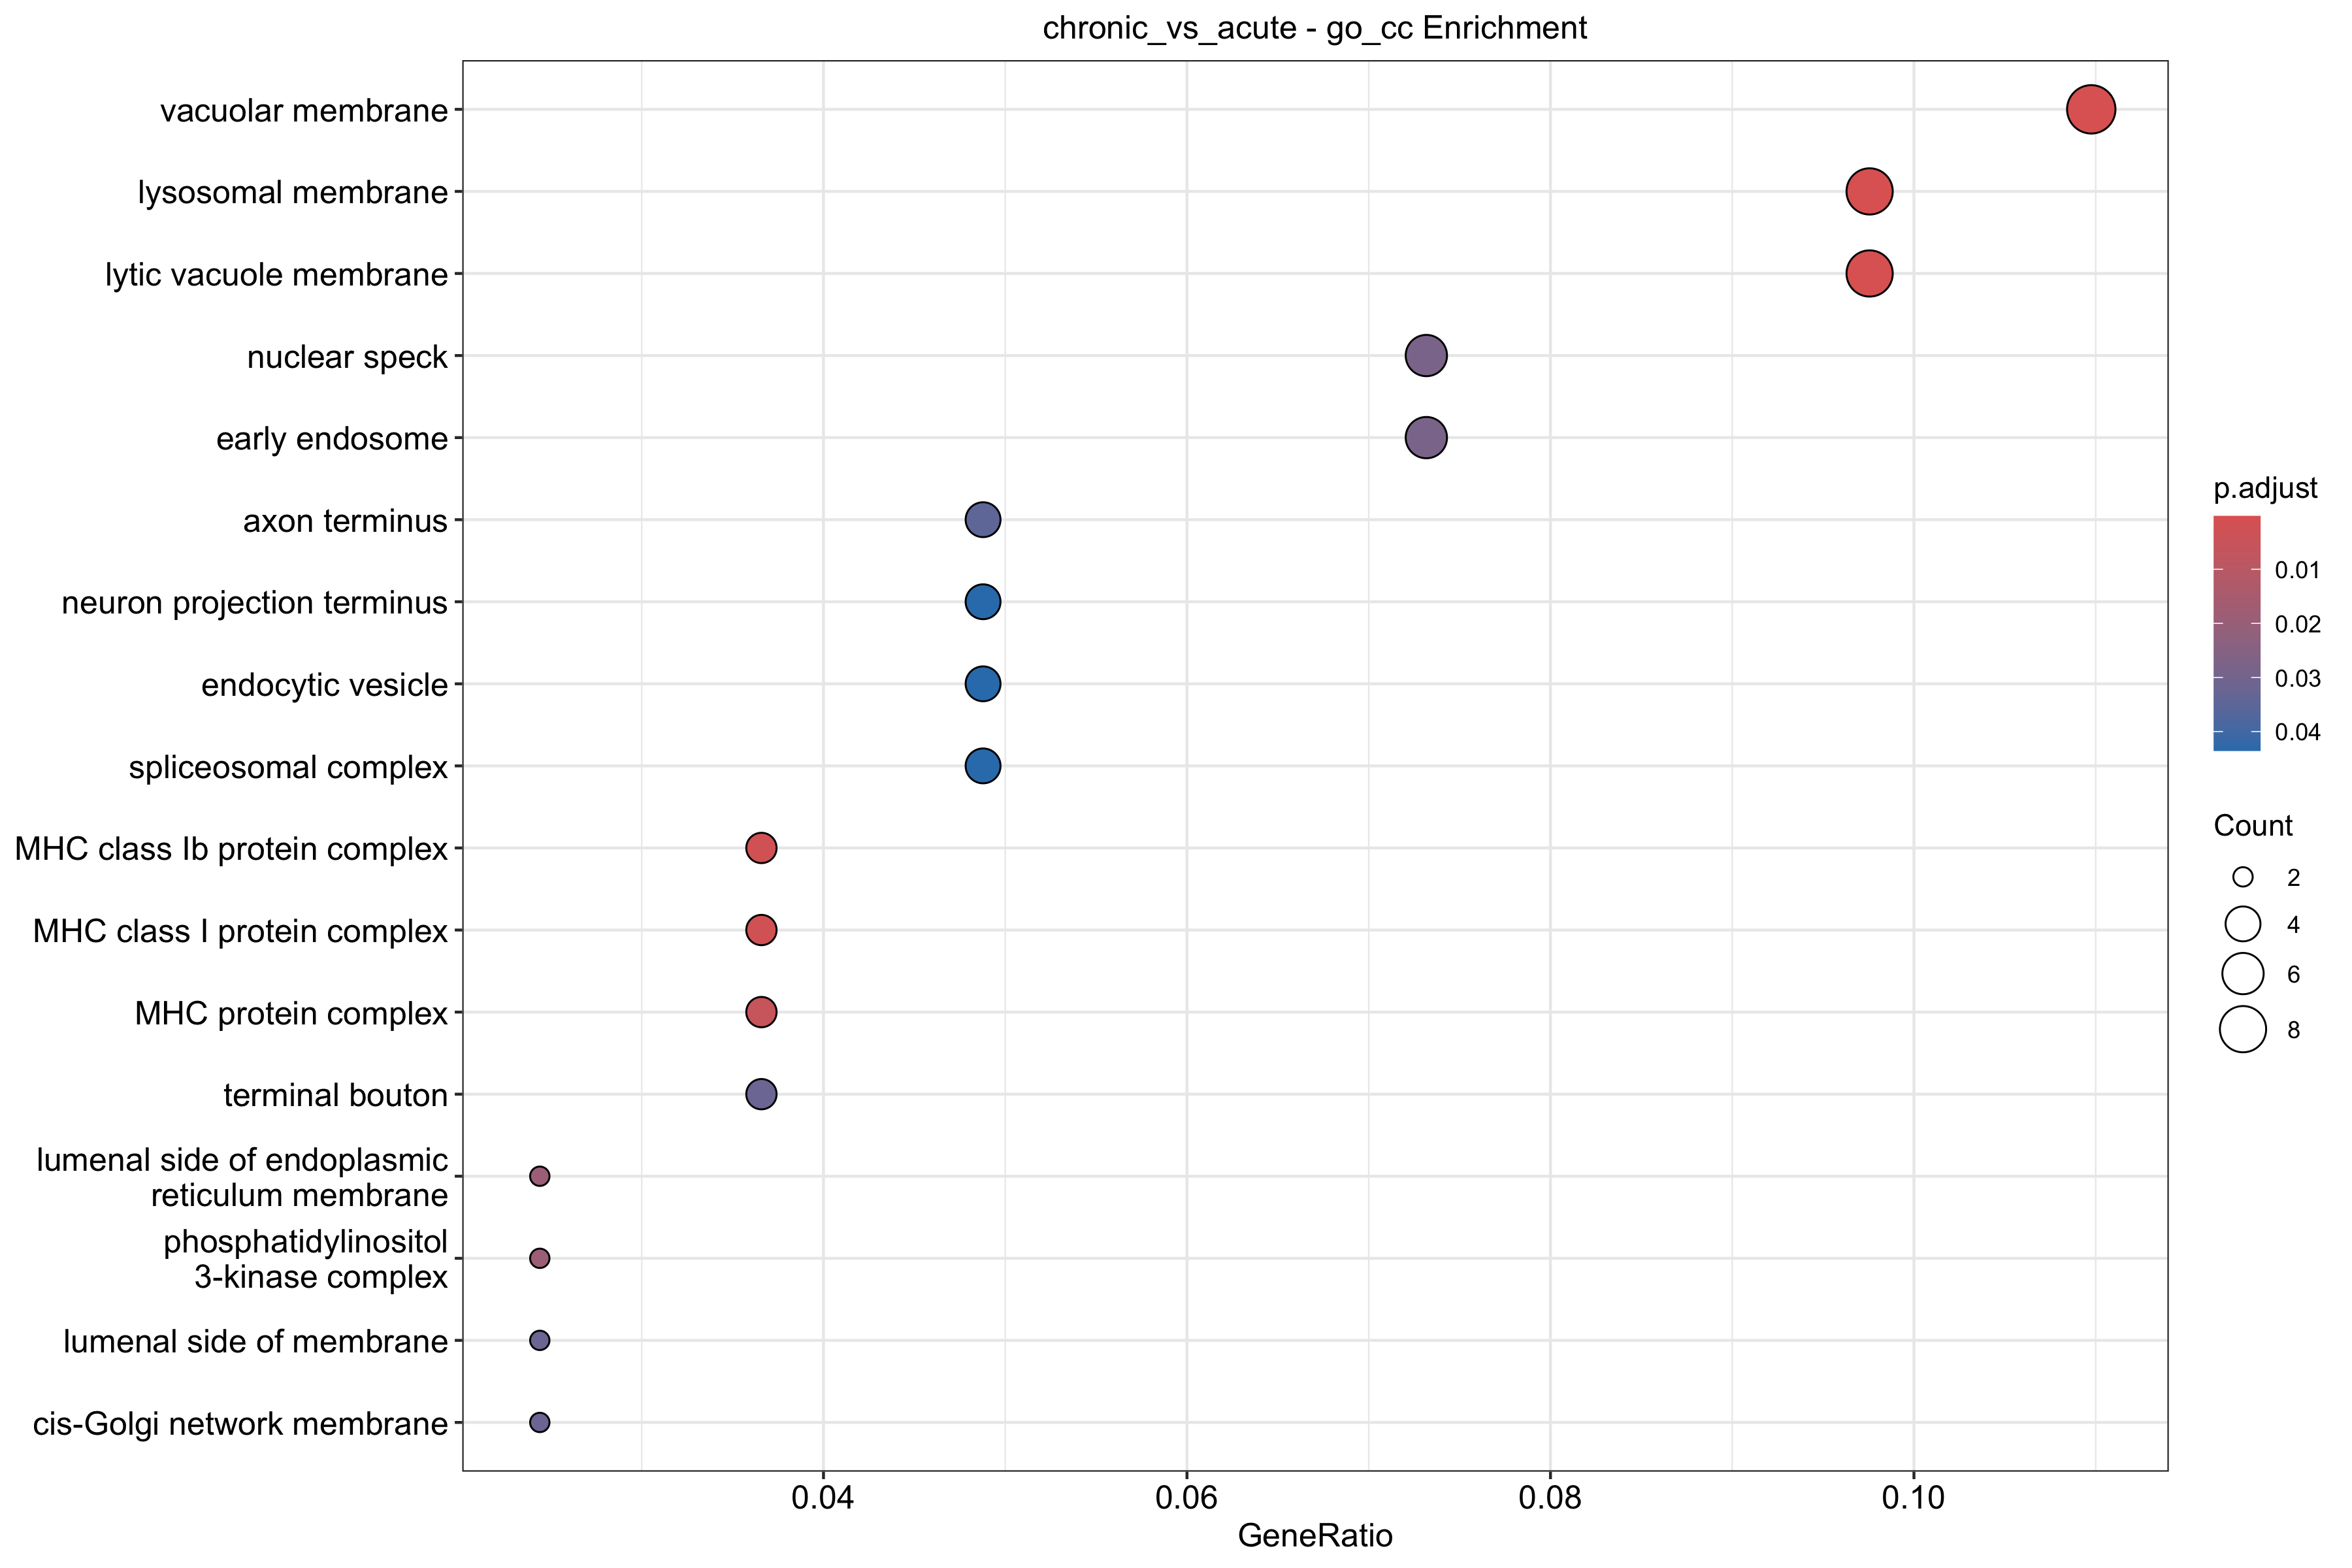 chronic_vs_acute - go_cc Enrichment
vacuolar membrane
lysosomal membrane
lytic vacuole membrane
nuclear speck
early endosome
axon terminus
neuron projection terminus
endocytic vesicle
spliceosomal complex
MHC class Ib protein complex
MHC class I protein complex
MHC protein complex
terminal bouton
lumenal side of endoplasmic
reticulum membrane
phosphatidylinositol
3-kinase complex
lumenal side of membrane
cis-Golgi network membrane
0.04
0.06
0.08
0.10
GeneRatio
p.adjust
0.01
0.02
0.03
0.04
Count
2
4
6
8